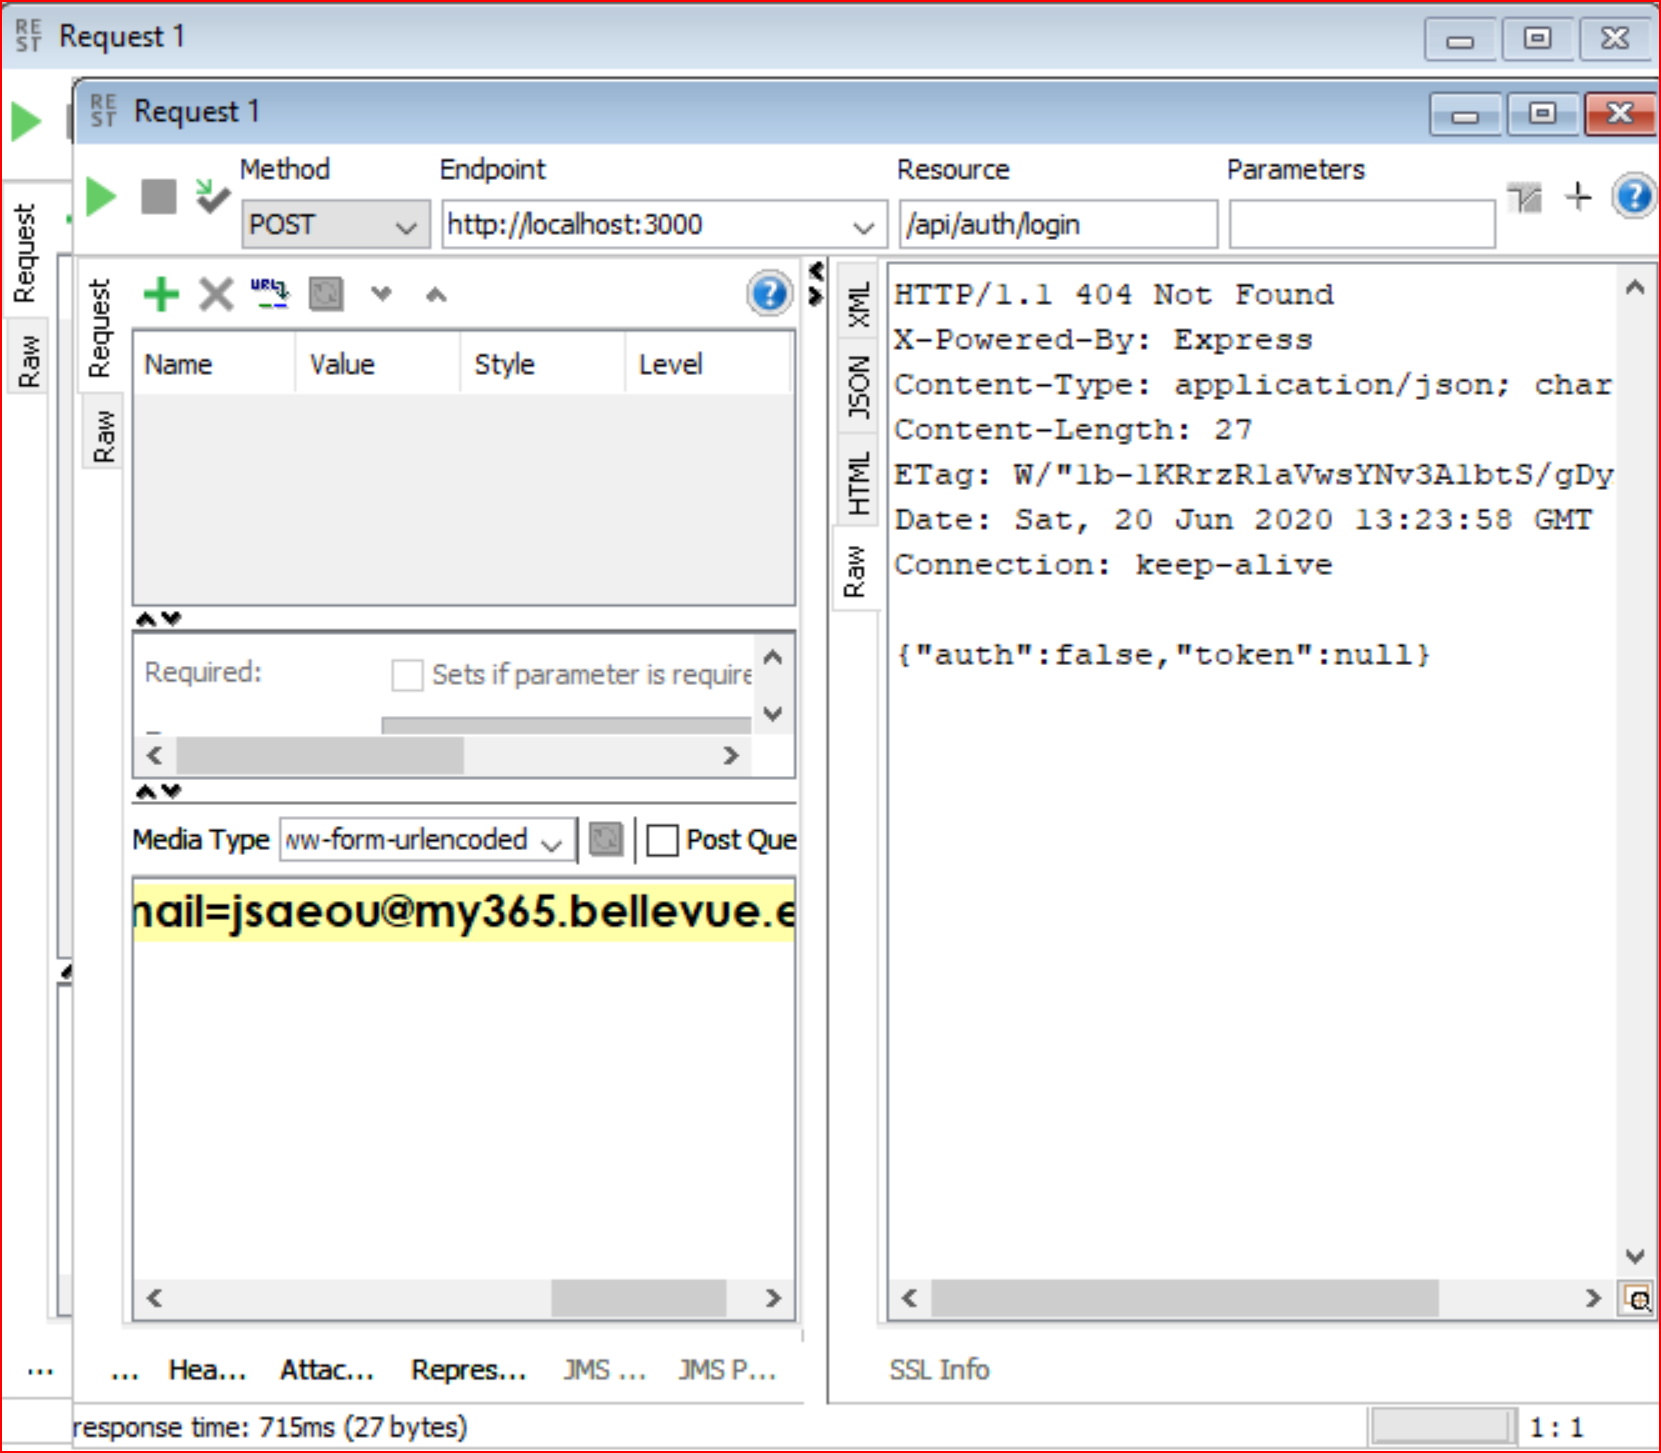 REST Request 1
REST Request 1
Method Endpoint Resource Parameters
POST http://localhost:3000 /api/auth/login
Request
Raw
Request
Raw
URL
Name Value Style Level
Required: Sets if parameter is require
Media Type ww-form-urlencoded Post Que
mail=jsaeou@my365.bellevue.e
XML
JSON
HTML
Raw
HTTP/1.1 404 Not Found
X-Powered-By: Express
Content-Type: application/json; char
Content-Length: 27
ETag: W/"1b-1KRrzR1aVwsYNv3A1btS/gDy
Date: Sat, 20 Jun 2020 13:23:58 GMT
Connection: keep-alive
{"auth":false,"token":null}
... ... Hea... Attac... Repres... JMS ... JMS P... SSL Info
response time: 715ms (27 bytes) 1 : 1